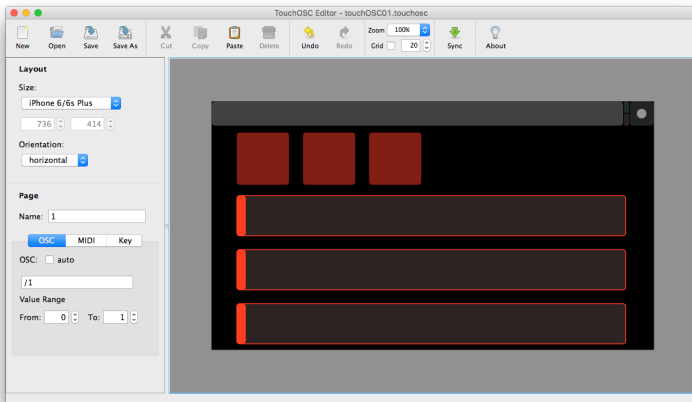 TouchOSC Editor - touchOSC01.touchosc
New Open Save Save As Cut Copy Paste Delete Undo Redo Zoom 100% Grid 20 Sync About
Layout
Size:
iPhone 6/6s Plus
736 414
Orientation:
horizontal
Page
Name: 1
OSC MIDI Key
OSC: auto
/1
Value Range
From: 0 To: 1